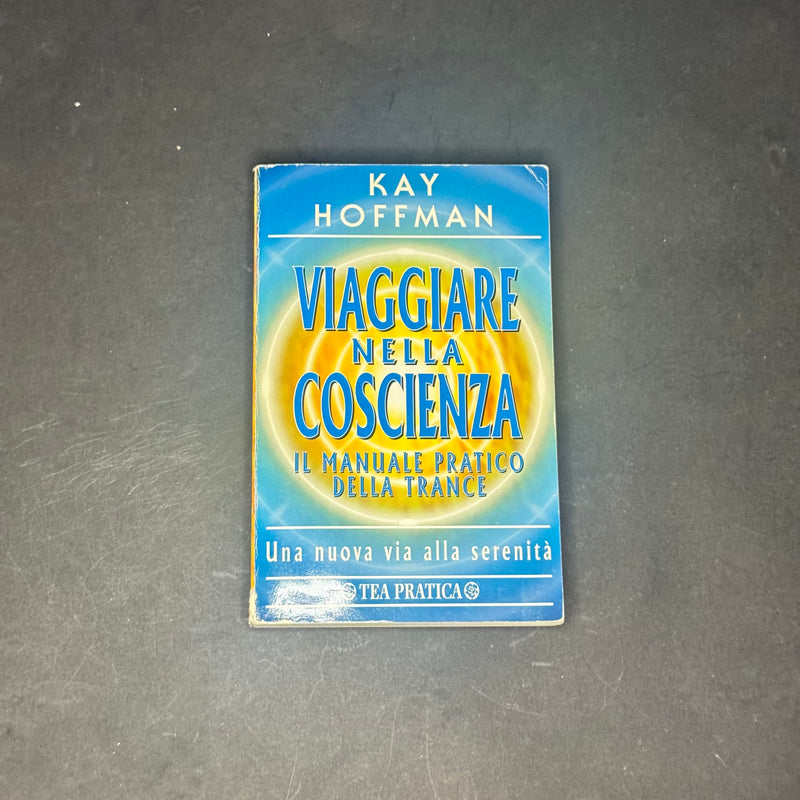 KAY
HOFFMAN
VIAGGIARE
NELLA
COSCIENZA
IL MANUALE PRATICO
DELLA TRANCE
Una nuova via alla serenità
TEA PRATICA